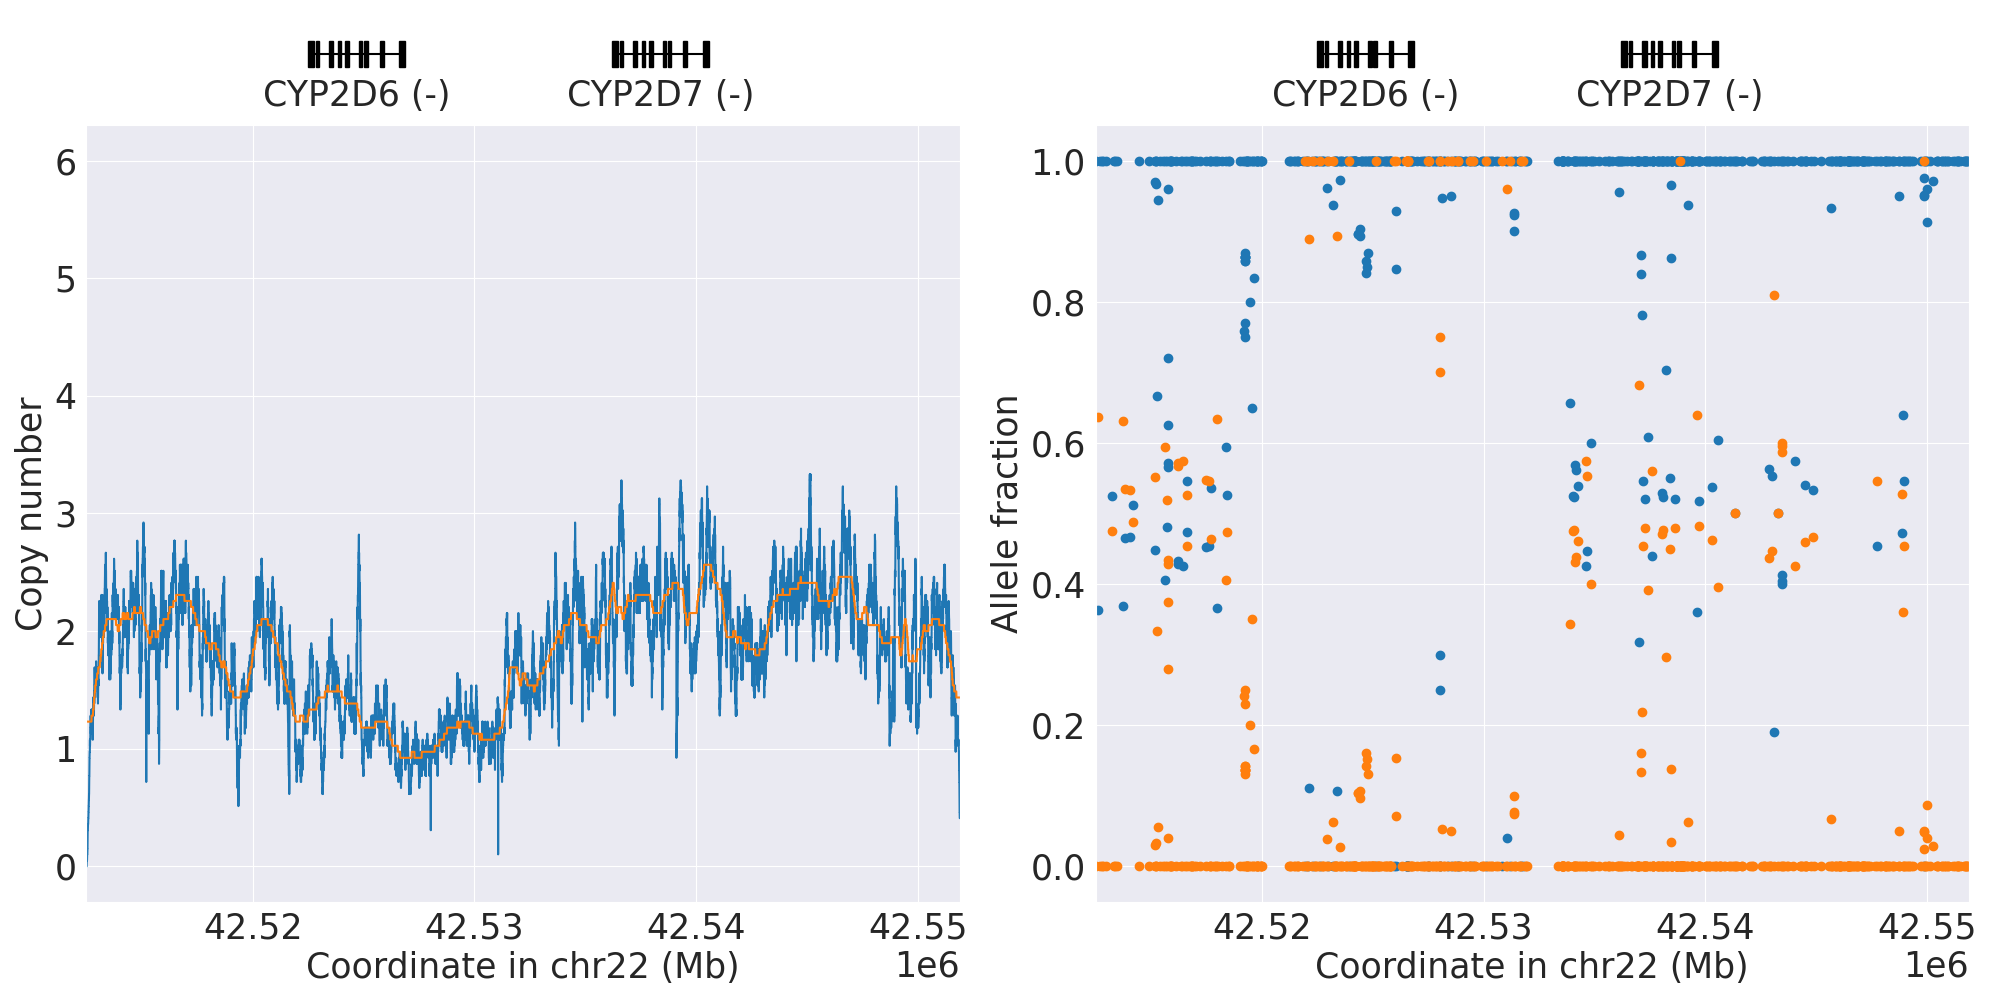 CYP2D6 (-) CYP2D7 (-)
Copy number
6
5
4
3
2
1
0
42.52 42.53 42.54 42.55
Coordinate in chr22 (Mb) 1e6
CYP2D6 (-) CYP2D7 (-)
Allele fraction
1.0
0.8
0.6
0.4
0.2
0.0
42.52 42.53 42.54 42.55
Coordinate in chr22 (Mb) 1e6